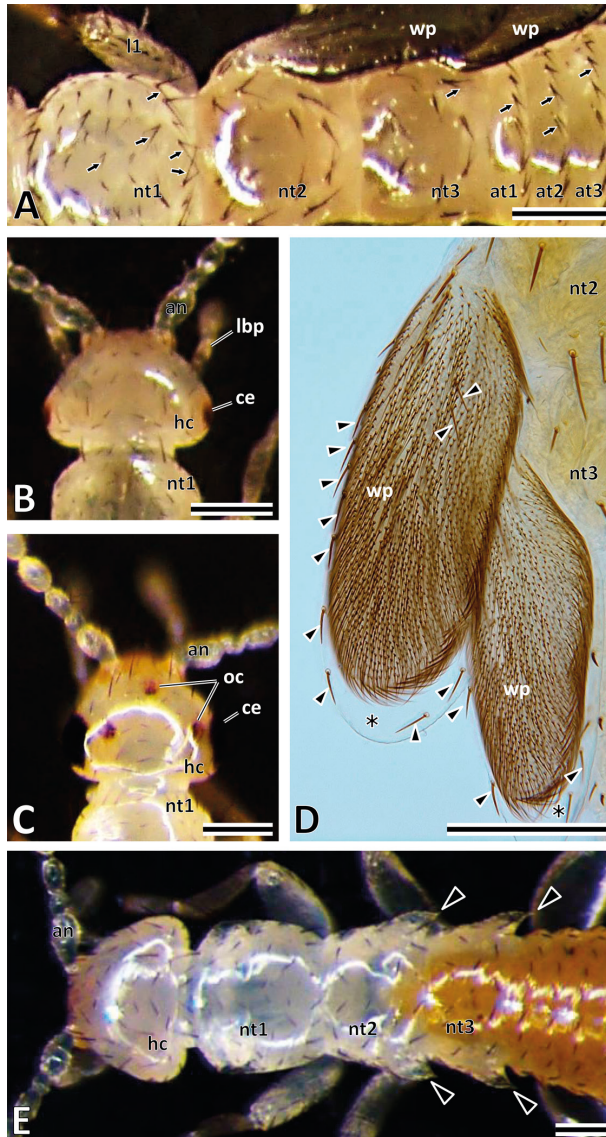 l1
wp
wp
nt1
nt2
nt3
at1
at2
at3
A
an
lbp
ce
hc
nt1
B
an
oc
ce
hc
nt1
C
nt2
nt3
wp
wp
*
*
D
an
hc
nt1
nt2
nt3
E